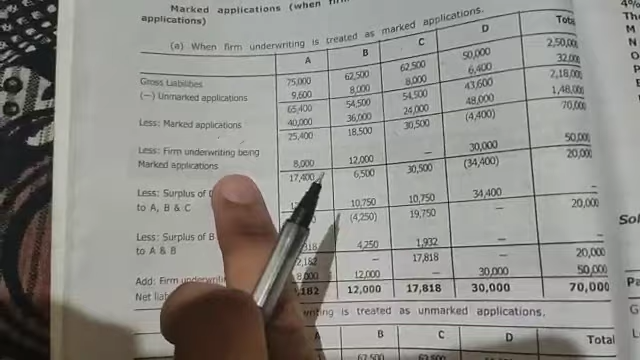 Marked applications (when
applications)
(a) When firm underwriting is treated as marked applications.
A B C D Total
Gross Liabilities 75,000 62,500 62,500 50,000 2,50,000
(−) Unmarked applications 9,600 8,000 8,000 6,400 32,000
65,400 54,500 54,500 43,600 2,18,000
Less: Marked applications 40,000 36,000 24,000 48,000 1,48,000
25,400 18,500 30,500 (4,400) 70,000
Less: Firm underwriting being
Marked applications 8,000 12,000 — 30,000 50,000
17,400 6,500 30,500 (34,400) 20,000
Less: Surplus of
to A, B & C 10,750 10,750 34,400 —
(4,250) 19,750 — 20,000
Less: Surplus of B
to A & B 4,250 1,932 — —
17,818 — 20,000
Add: Firm 8,000 12,000 — 30,000 50,000
Net 12,000 17,818 30,000 70,000
is treated as unmarked applications.
A B C D Total
62,500 62,500